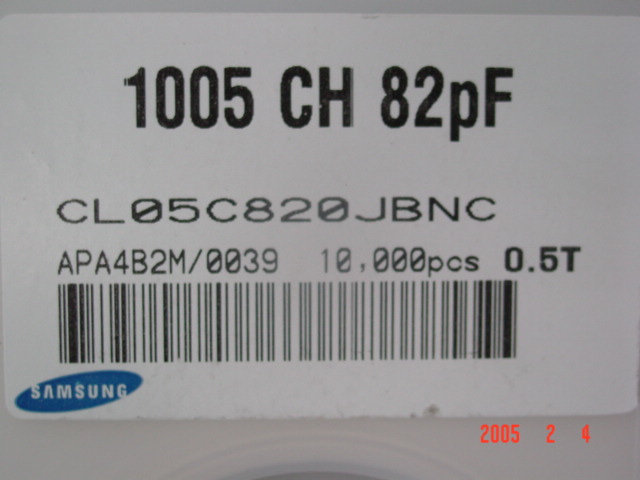 1005 CH 82pF
CL05C820JBNC
APA4B2M/0039 10,000pcs 0.5T
SAMSUNG
2005 2 4